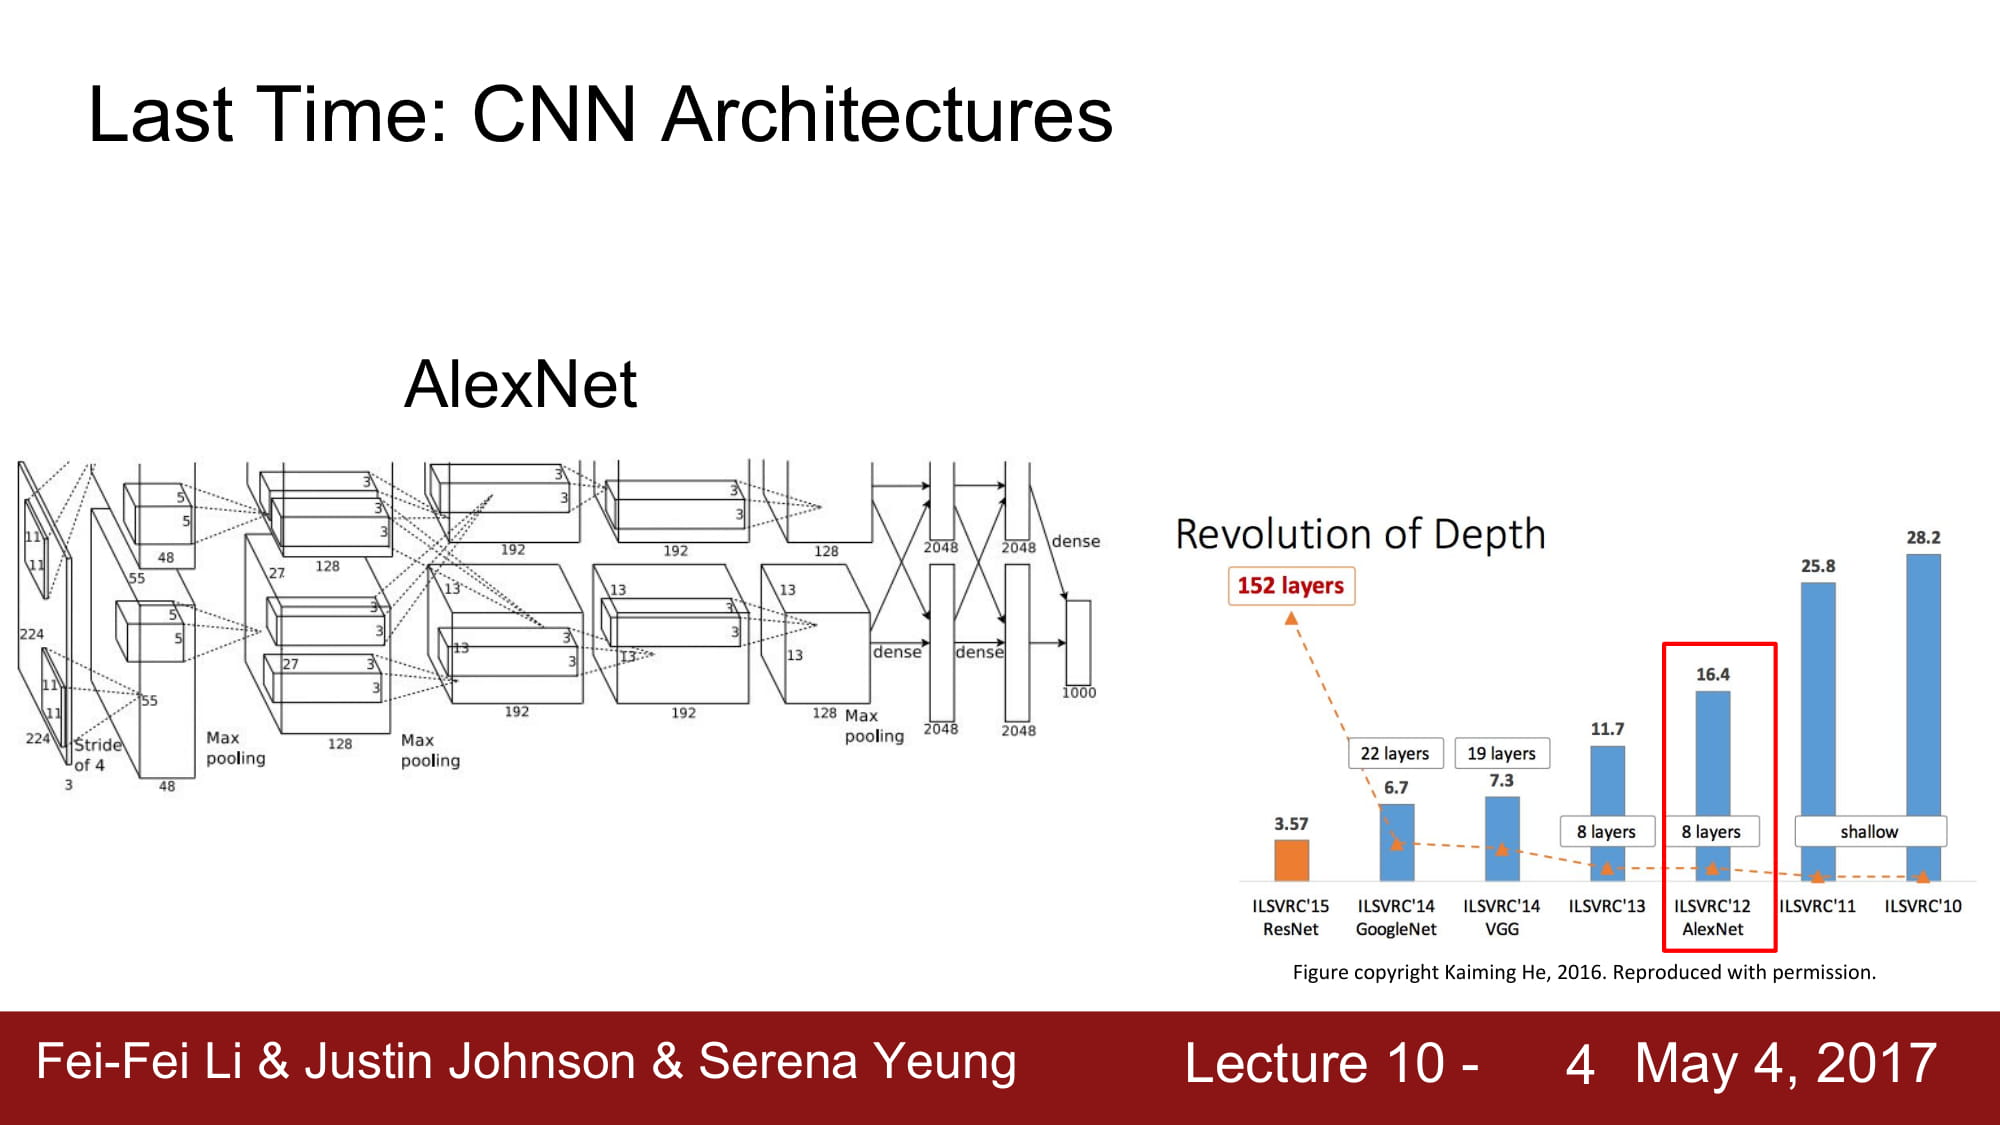 Last Time: CNN Architectures
AlexNet
11
11
224
11
11
224
3
Stride
of 4
5
5
48
55
5
5
55
48
Max
pooling
3
3
3
128
27
3
3
27
3
3
128
Max
pooling
3
3
192
13
3
3
13
192
3
3
192
13
3
3
13
192
128
13
13
128
Max
pooling
2048
2048
dense
dense
dense
2048
2048
1000
Revolution of Depth
152 layers
22 layers
19 layers
8 layers
8 layers
shallow
3.57
6.7
7.3
11.7
16.4
25.8
28.2
ILSVRC'15
ResNet
ILSVRC'14
GoogleNet
ILSVRC'14
VGG
ILSVRC'13
ILSVRC'12
AlexNet
ILSVRC'11
ILSVRC'10
Figure copyright Kaiming He, 2016. Reproduced with permission.
Fei-Fei Li & Justin Johnson & Serena Yeung
Lecture 10 - 4 May 4, 2017